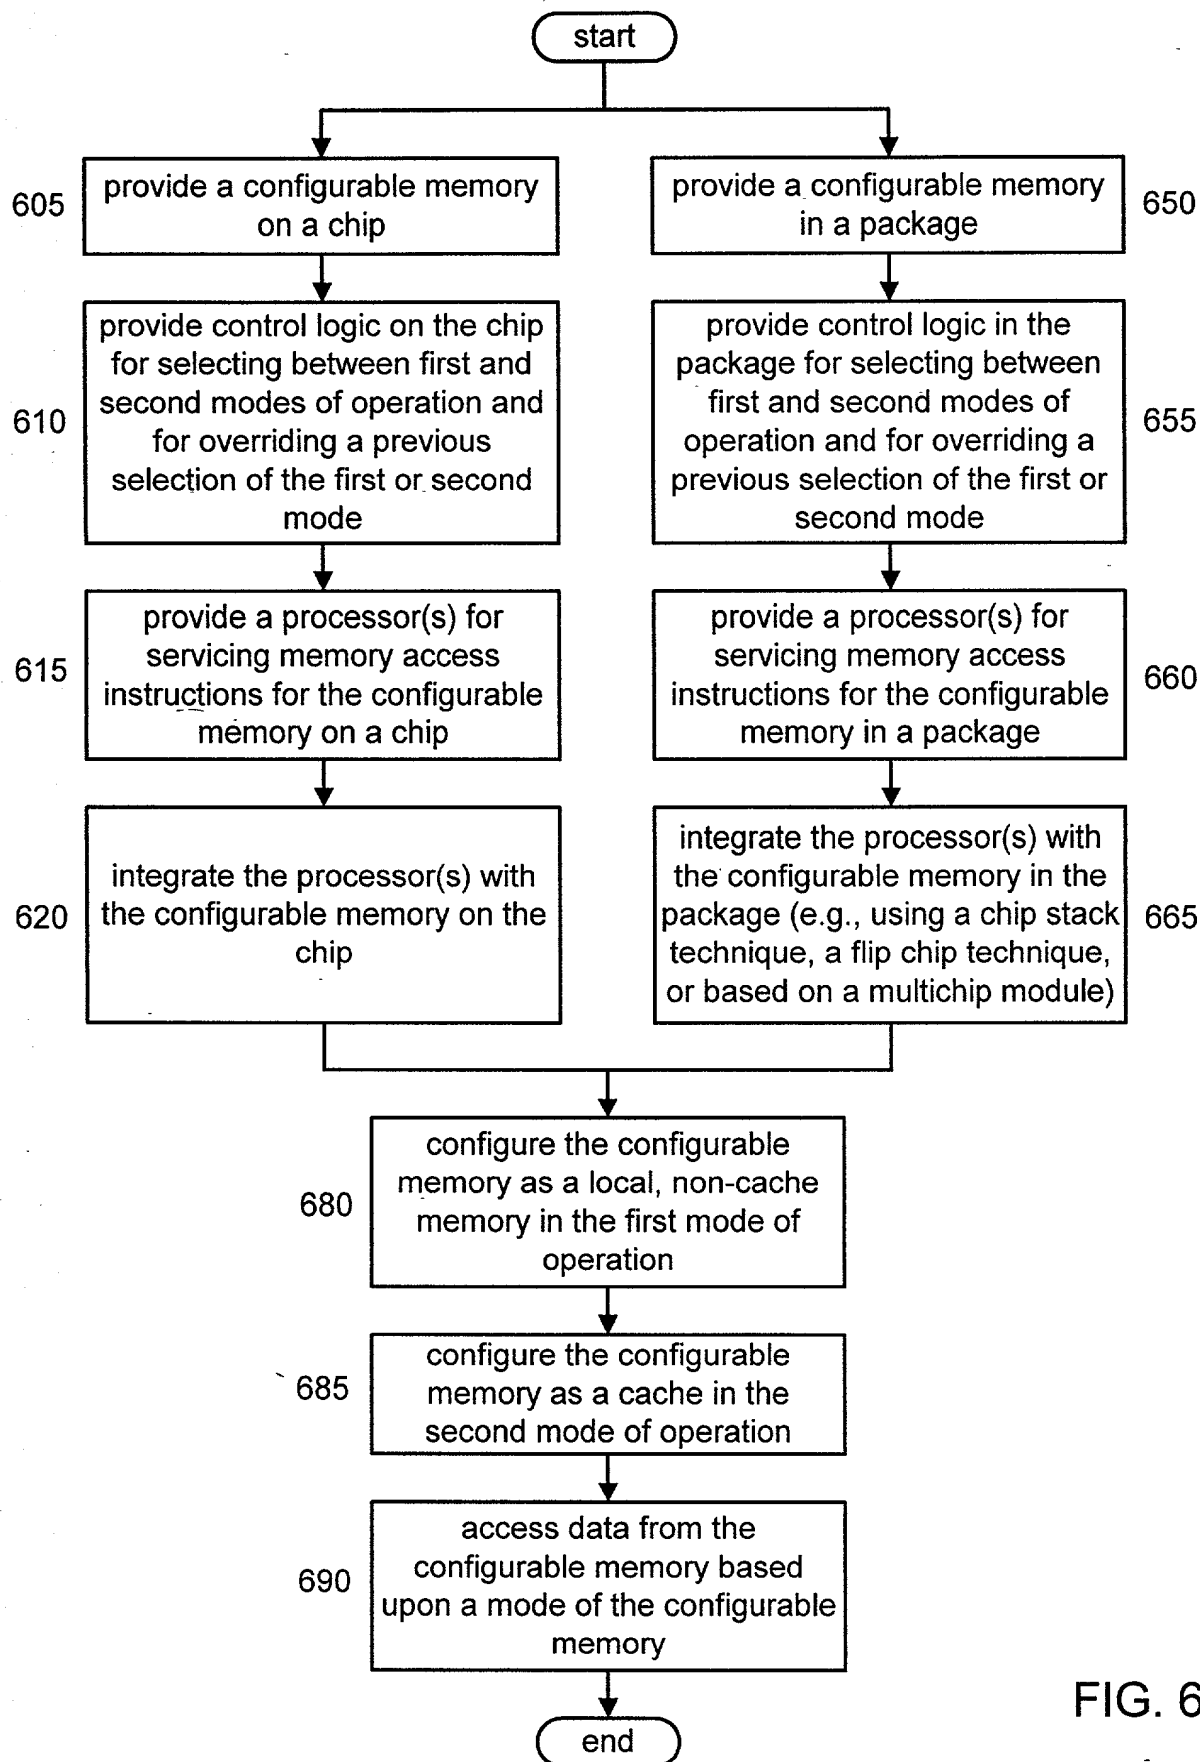 start
605
provide a configurable memory
on a chip
provide a configurable memory
in a package
650
610
provide control logic on the chip
for selecting between first and
second modes of operation and
for overriding a previous
selection of the first or second
mode
provide control logic in the
package for selecting between
first and second modes of
operation and for overriding a
previous selection of the first or
second mode
655
615
provide a processor(s) for
servicing memory access
instructions for the configurable
memory on a chip
provide a processor(s) for
servicing memory access
instructions for the configurable
memory in a package
660
620
integrate the processor(s) with
the configurable memory on the
chip
integrate the processor(s) with
the configurable memory in the
package (e.g., using a chip stack
technique, a flip chip technique,
or based on a multichip module)
665
680
configure the configurable
memory as a local, non-cache
memory in the first mode of
operation
685
configure the configurable
memory as a cache in the
second mode of operation
690
access data from the
configurable memory based
upon a mode of the configurable
memory
end
FIG. 6